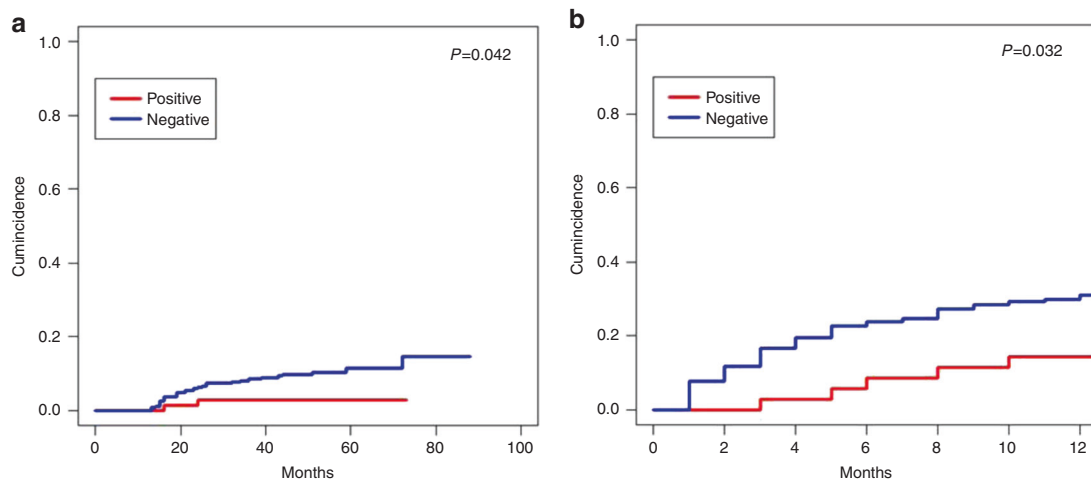 a
P=0.042
Positive
Negative
1.0
0.8
0.6
0.4
0.2
0.0
Cumincidence
0 20 40 60 80 100
Months
b
P=0.032
Positive
Negative
1.0
0.8
0.6
0.4
0.2
0.0
Cumincidence
0 2 4 6 8 10 12
Months